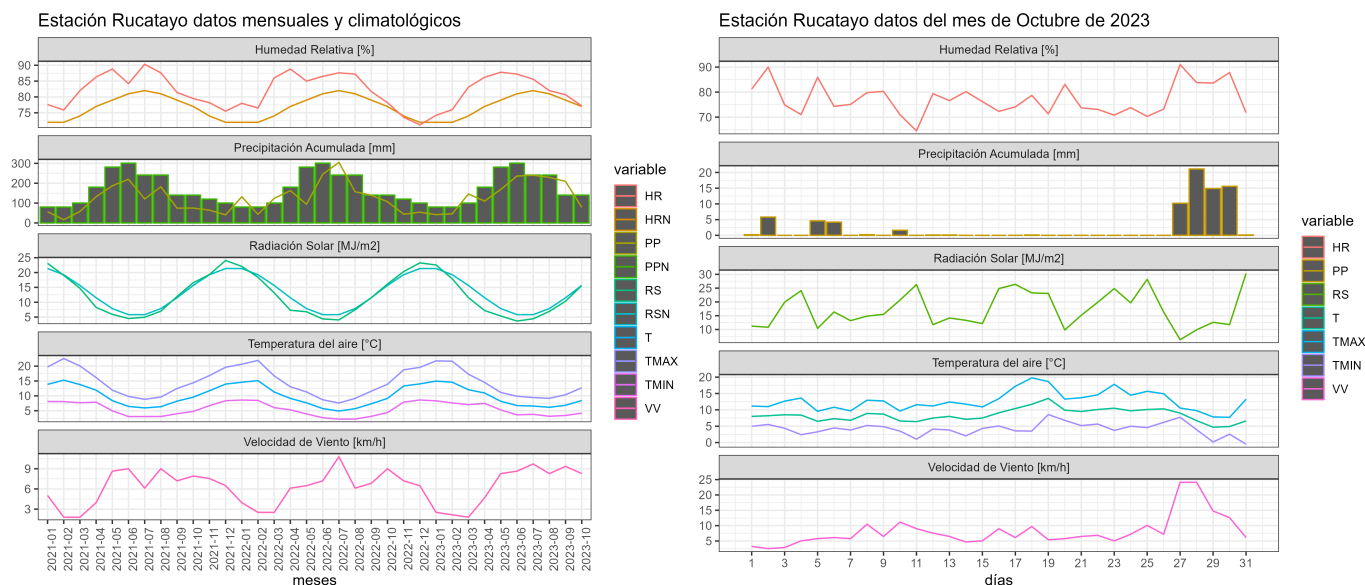 Estación Rucatayo datos mensuales y climatológicos
Humedad Relativa [%]
90
85
80
75
Precipitación Acumulada [mm]
300
200
100
0
Radiación Solar [MJ/m2]
25
20
15
10
5
Temperatura del aire [°C]
20
15
10
5
Velocidad de Viento [km/h]
9
6
3
2021-01
2021-02
2021-03
2021-04
2021-05
2021-06
2021-07
2021-08
2021-09
2021-10
2021-11
2021-12
2022-01
2022-02
2022-03
2022-04
2022-05
2022-06
2022-07
2022-08
2022-09
2022-10
2022-11
2022-12
2023-01
2023-02
2023-03
2023-04
2023-05
2023-06
2023-07
2023-08
2023-09
2023-10
meses
variable
HR
HRN
PP
PPN
RS
RSN
T
TMAX
TMIN
VV
Estación Rucatayo datos del mes de Octubre de 2023
Humedad Relativa [%]
90
80
70
Precipitación Acumulada [mm]
20
15
10
5
0
Radiación Solar [MJ/m2]
30
20
10
Temperatura del aire [°C]
20
15
10
5
0
Velocidad de Viento [km/h]
25
20
15
10
5
1 3 5 7 9 11 13 15 17 19 21 23 25 27 29 31
días
variable
HR
PP
RS
T
TMAX
TMIN
VV